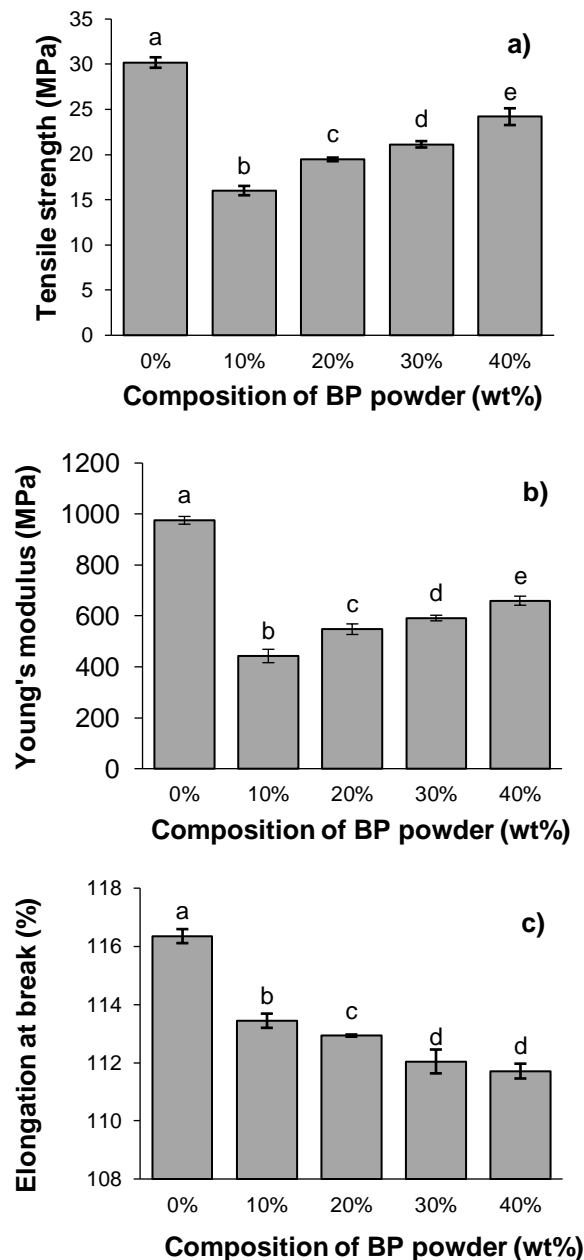 a)
Tensile strength (MPa)
35
30
25
20
15
10
5
0
a
b
c
d
e
0% 10% 20% 30% 40%
Composition of BP powder (wt%)
b)
Young's modulus (MPa)
1200
1000
800
600
400
200
0
a
b
c
d
e
0% 10% 20% 30% 40%
Composition of BP powder (wt%)
c)
Elongation at break (%)
118
116
114
112
110
108
a
b
c
d
d
0% 10% 20% 30% 40%
Composition of BP powder (wt%)